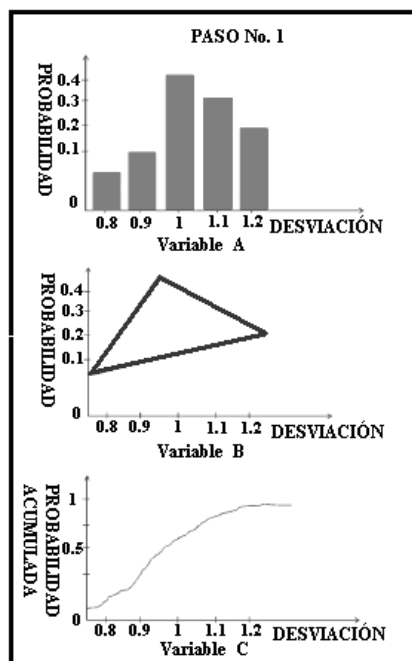 PASO No. 1
PROBABILIDAD
0.4
0.3
0.2
0.1
0
0.8 0.9 1 1.1 1.2 DESVIACIÓN
Variable A
PROBABILIDAD
0.4
0.3
0.2
0.1
0
0.8 0.9 1 1.1 1.2 DESVIACIÓN
Variable B
PROBABILIDAD
ACUMULADA
1
0.5
0
0.8 0.9 1 1.1 1.2 DESVIACIÓN
Variable C